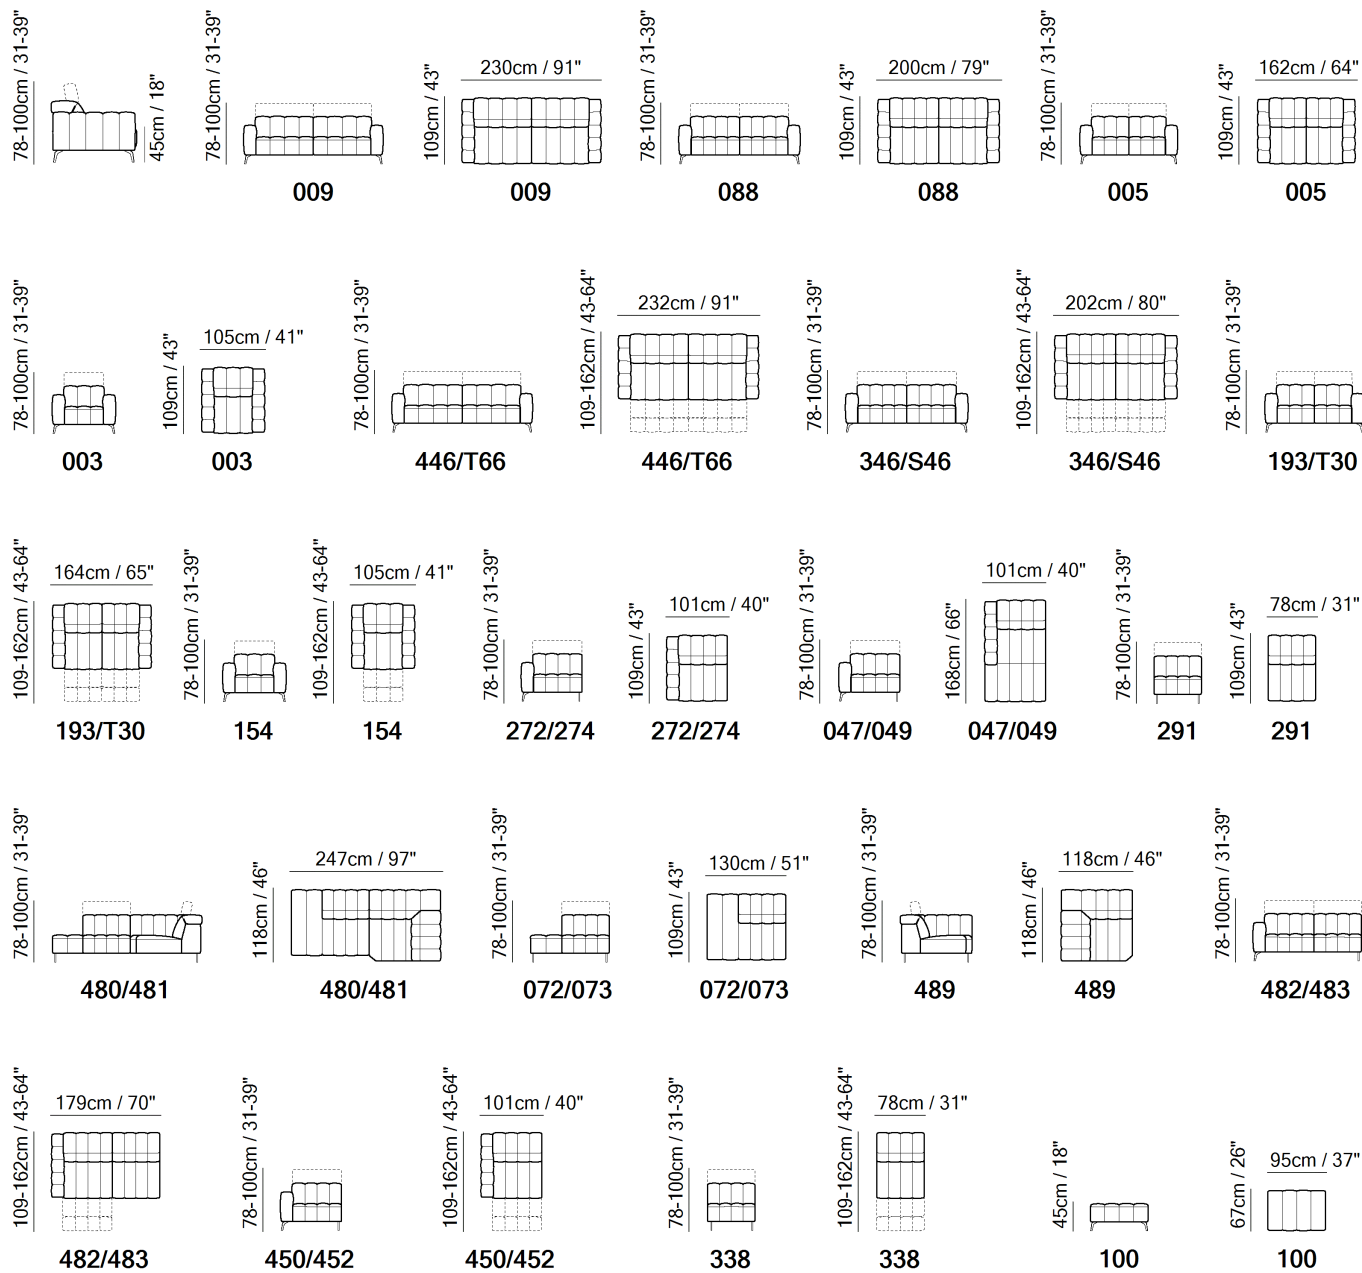 78-100cm / 31-39"
45cm / 18"
78-100cm / 31-39"
009
109cm / 43"
230cm / 91"
009
78-100cm / 31-39"
088
109cm / 43"
200cm / 79"
088
78-100cm / 31-39"
005
109cm / 43"
162cm / 64"
005
78-100cm / 31-39"
003
109cm / 43"
105cm / 41"
003
78-100cm / 31-39"
446/T66
109-162cm / 43-64"
232cm / 91"
446/T66
78-100cm / 31-39"
346/S46
109-162cm / 43-64"
202cm / 80"
346/S46
78-100cm / 31-39"
193/T30
109-162cm / 43-64"
164cm / 65"
193/T30
78-100cm / 31-39"
154
109-162cm / 43-64"
105cm / 41"
154
78-100cm / 31-39"
272/274
109cm / 43"
101cm / 40"
272/274
78-100cm / 31-39"
047/049
168cm / 66"
101cm / 40"
047/049
78-100cm / 31-39"
291
109cm / 43"
78cm / 31"
291
78-100cm / 31-39"
480/481
118cm / 46"
247cm / 97"
480/481
78-100cm / 31-39"
072/073
109cm / 43"
130cm / 51"
072/073
78-100cm / 31-39"
489
118cm / 46"
118cm / 46"
489
78-100cm / 31-39"
482/483
109-162cm / 43-64"
179cm / 70"
482/483
78-100cm / 31-39"
450/452
109-162cm / 43-64"
101cm / 40"
450/452
78-100cm / 31-39"
338
109-162cm / 43-64"
78cm / 31"
338
45cm / 18"
100
67cm / 26"
95cm / 37"
100